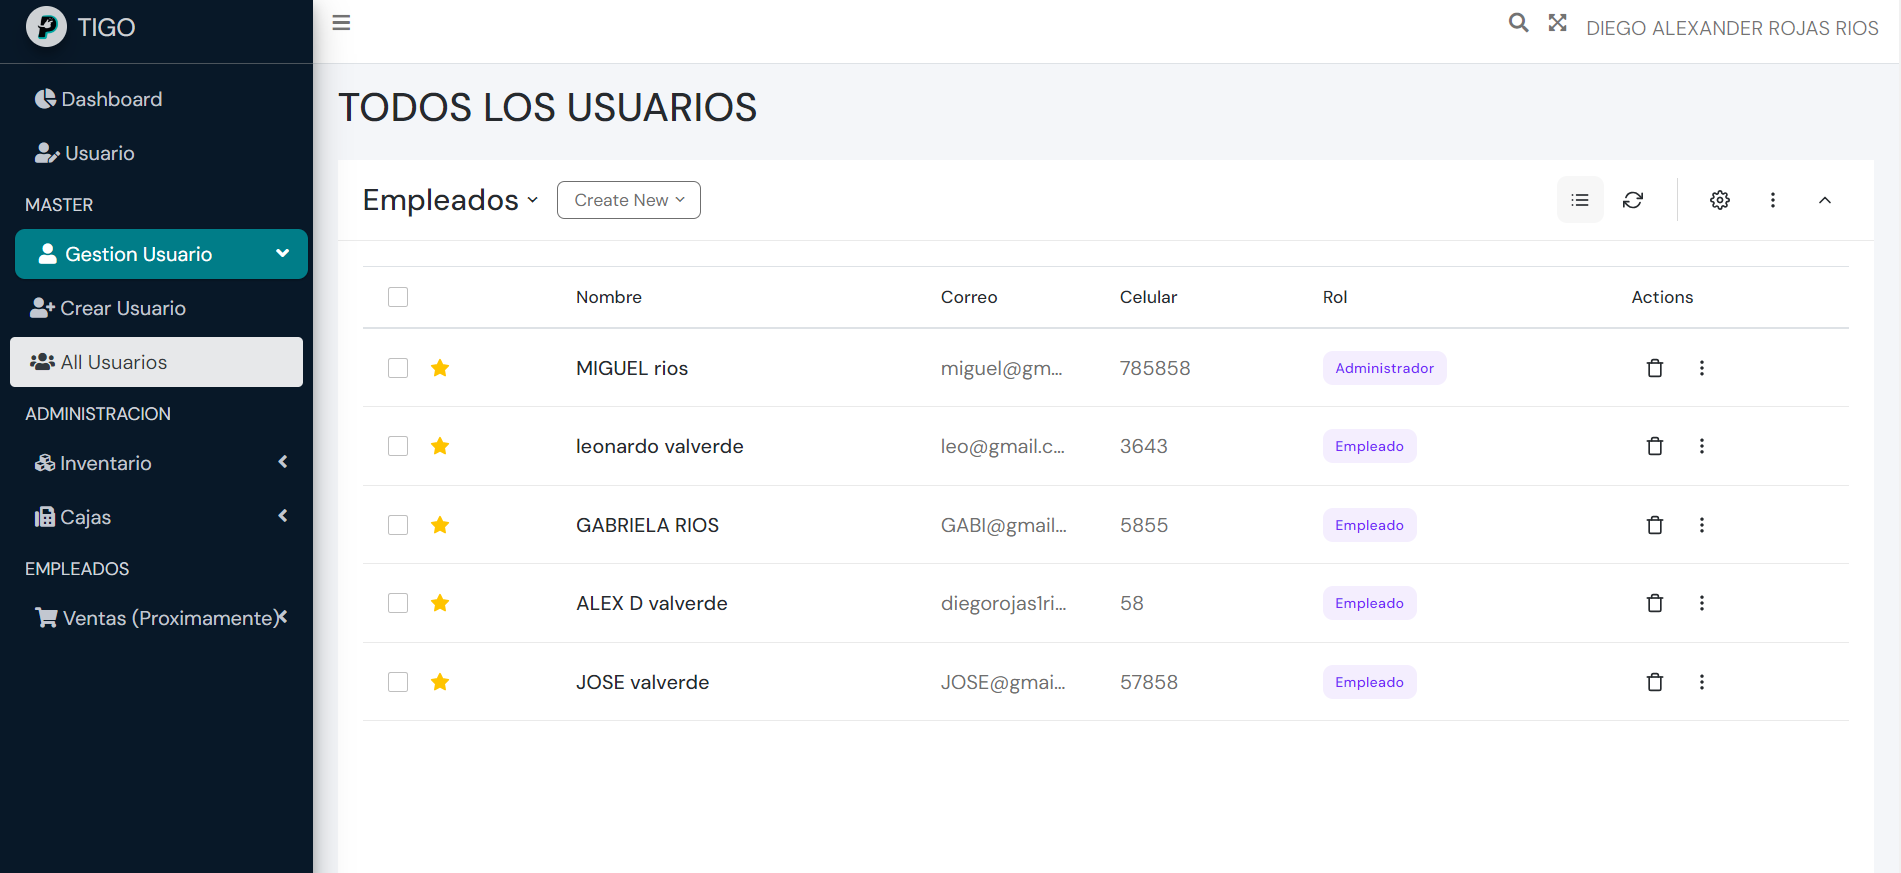 TIGO
DIEGO ALEXANDER ROJAS RIOS
Dashboard
Usuario
MASTER
Gestion Usuario
Crear Usuario
All Usuarios
ADMINISTRACION
Inventario
Cajas
EMPLEADOS
Ventas (Proximamente)
TODOS LOS USUARIOS
Empleados Create New
Nombre Correo Celular Rol Actions
MIGUEL rios miguel@gm... 785858 Administrador
leonardo valverde leo@gmail.c... 3643 Empleado
GABRIELA RIOS GABI@gmail... 5855 Empleado
ALEX D valverde diegorojas1ri... 58 Empleado
JOSE valverde JOSE@gmai... 57858 Empleado